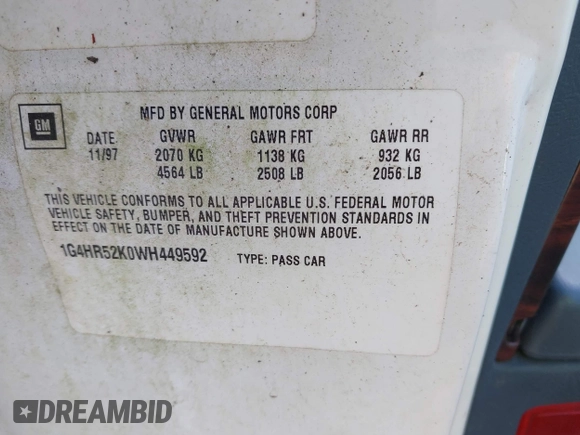 GM
MFD BY GENERAL MOTORS CORP
DATE GVWR GAWR FRT GAWR RR
11/97 2070 KG 1138 KG 932 KG
4564 LB 2508 LB 2056 LB
THIS VEHICLE CONFORMS TO ALL APPLICABLE U.S. FEDERAL MOTOR
VEHICLE SAFETY, BUMPER, AND THEFT PREVENTION STANDARDS IN
EFFECT ON THE DATE OF MANUFACTURE SHOWN ABOVE.
1G4HR52K0WH449592 TYPE: PASS CAR
DREAMBID